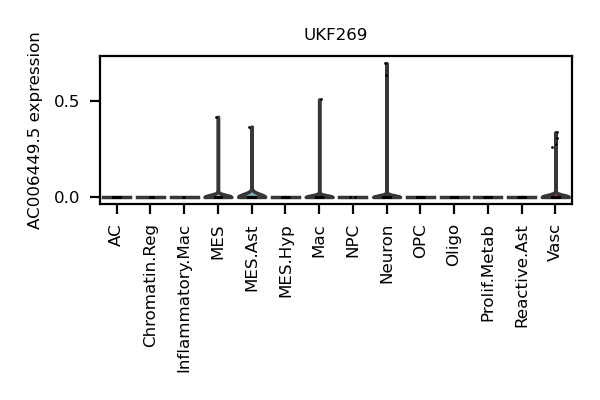 UKF269
AC006449.5 expression
0.5
0.0
AC
Chromatin.Reg
Inflammatory.Mac
MES
MES.Ast
MES.Hyp
Mac
NPC
Neuron
OPC
Oligo
Prolif.Metab
Reactive.Ast
Vasc